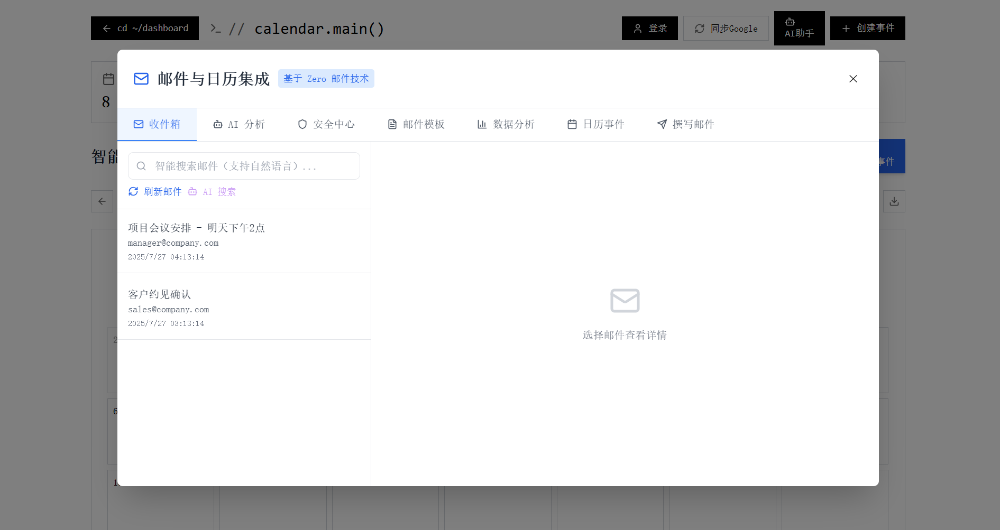 cd ~/dashboard
// calendar.main()
登录
同步Google
AI助手
创建事件
邮件与日历集成
基于 Zero 邮件技术
8
收件箱
AI 分析
安全中心
邮件模板
数据分析
日历事件
撰写邮件
智能
事件
智能搜索邮件（支持自然语言）...
刷新邮件
AI 搜索
项目会议安排 - 明天下午2点
manager@company.com
2025/7/27 04:13:14
客户约见确认
sales@company.com
2025/7/27 03:13:14
选择邮件查看详情
2
6
1